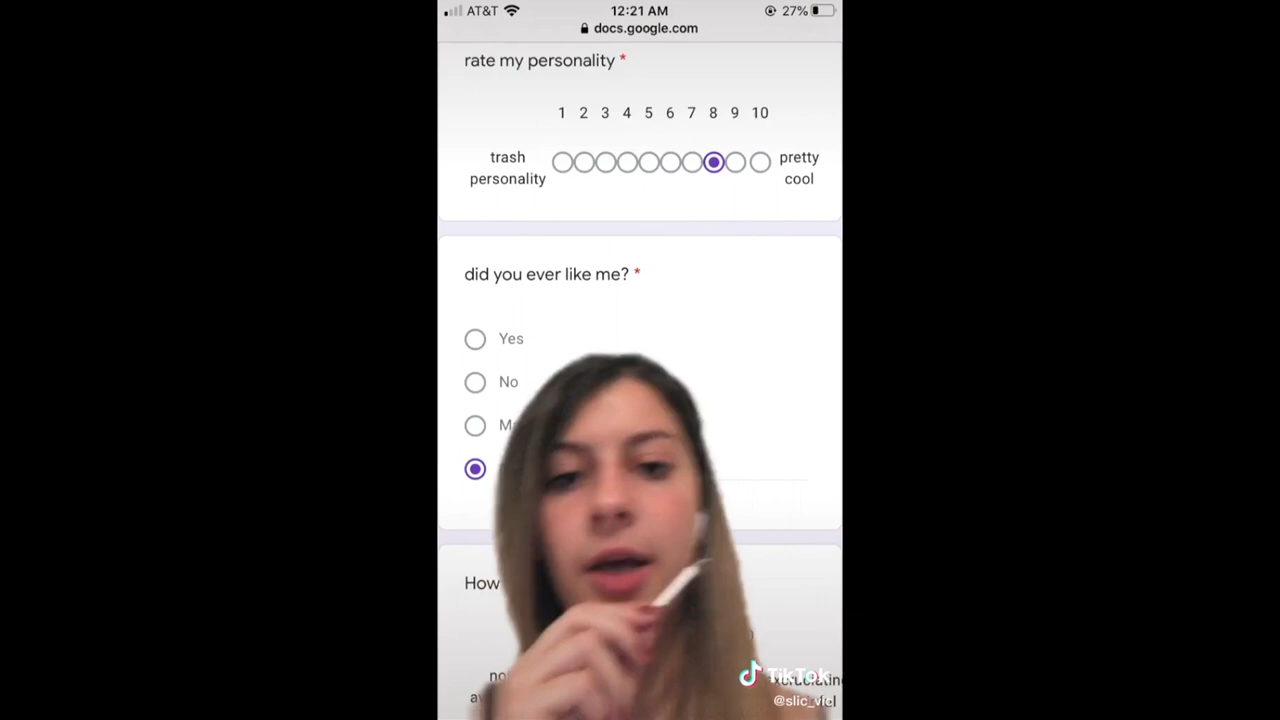 AT&T 12:21 AM 27%
docs.google.com
rate my personality *
1 2 3 4 5 6 7 8 9 10
trash personality
pretty cool
did you ever like me? *
Yes
No
How
TikTok
@slic_vic